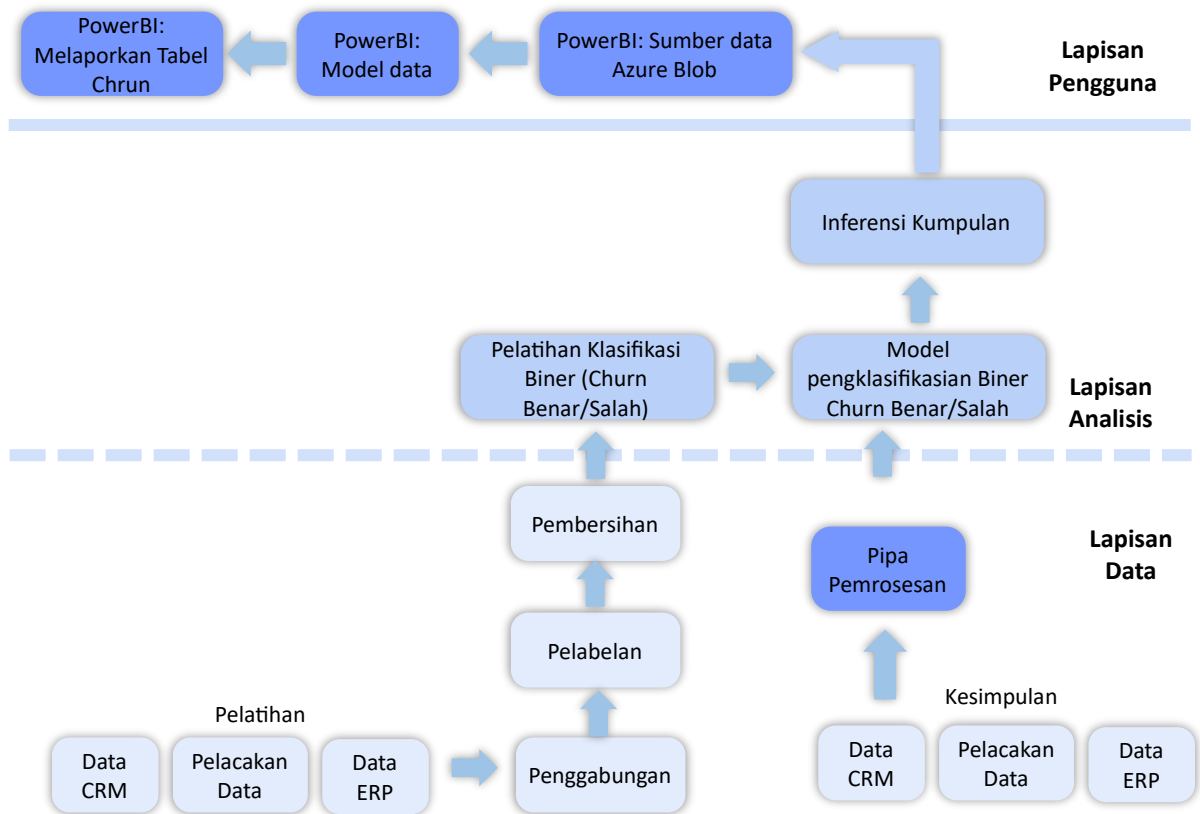 PowerBI:
Melaporkan Tabel
Chrun
PowerBI:
Model data
PowerBI: Sumber data
Azure Blob
Lapisan
Pengguna
Inferensi Kumpulan
Pelatihan Klasifikasi
Biner (Churn
Benar/Salah)
Model
pengklasifikasian Biner
Churn Benar/Salah
Lapisan
Analisis
Pembersihan
Pipa
Pemrosesan
Lapisan
Data
Pelabelan
Pelatihan
Kesimpulan
Data
CRM
Pelacakan
Data
Data
ERP
Penggabungan
Data
CRM
Pelacakan
Data
Data
ERP